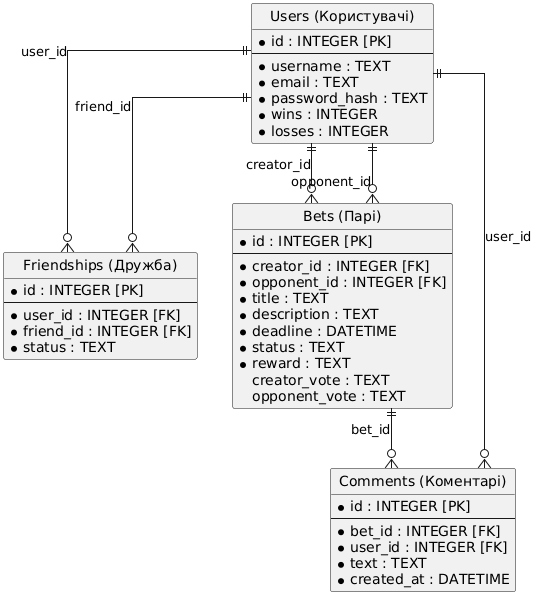 Users (Користувачі)
id : INTEGER [PK]
username : TEXT
email : TEXT
password_hash : TEXT
wins : INTEGER
losses : INTEGER
user_id
friend_id
creator_id
opponent_id
user_id
Bets (Парі)
id : INTEGER [PK]
creator_id : INTEGER [FK]
opponent_id : INTEGER [FK]
title : TEXT
description : TEXT
deadline : DATETIME
status : TEXT
reward : TEXT
creator_vote : TEXT
opponent_vote : TEXT
Friendships (Дружба)
id : INTEGER [PK]
user_id : INTEGER [FK]
friend_id : INTEGER [FK]
status : TEXT
bet_id
Comments (Коментарі)
id : INTEGER [PK]
bet_id : INTEGER [FK]
user_id : INTEGER [FK]
text : TEXT
created_at : DATETIME